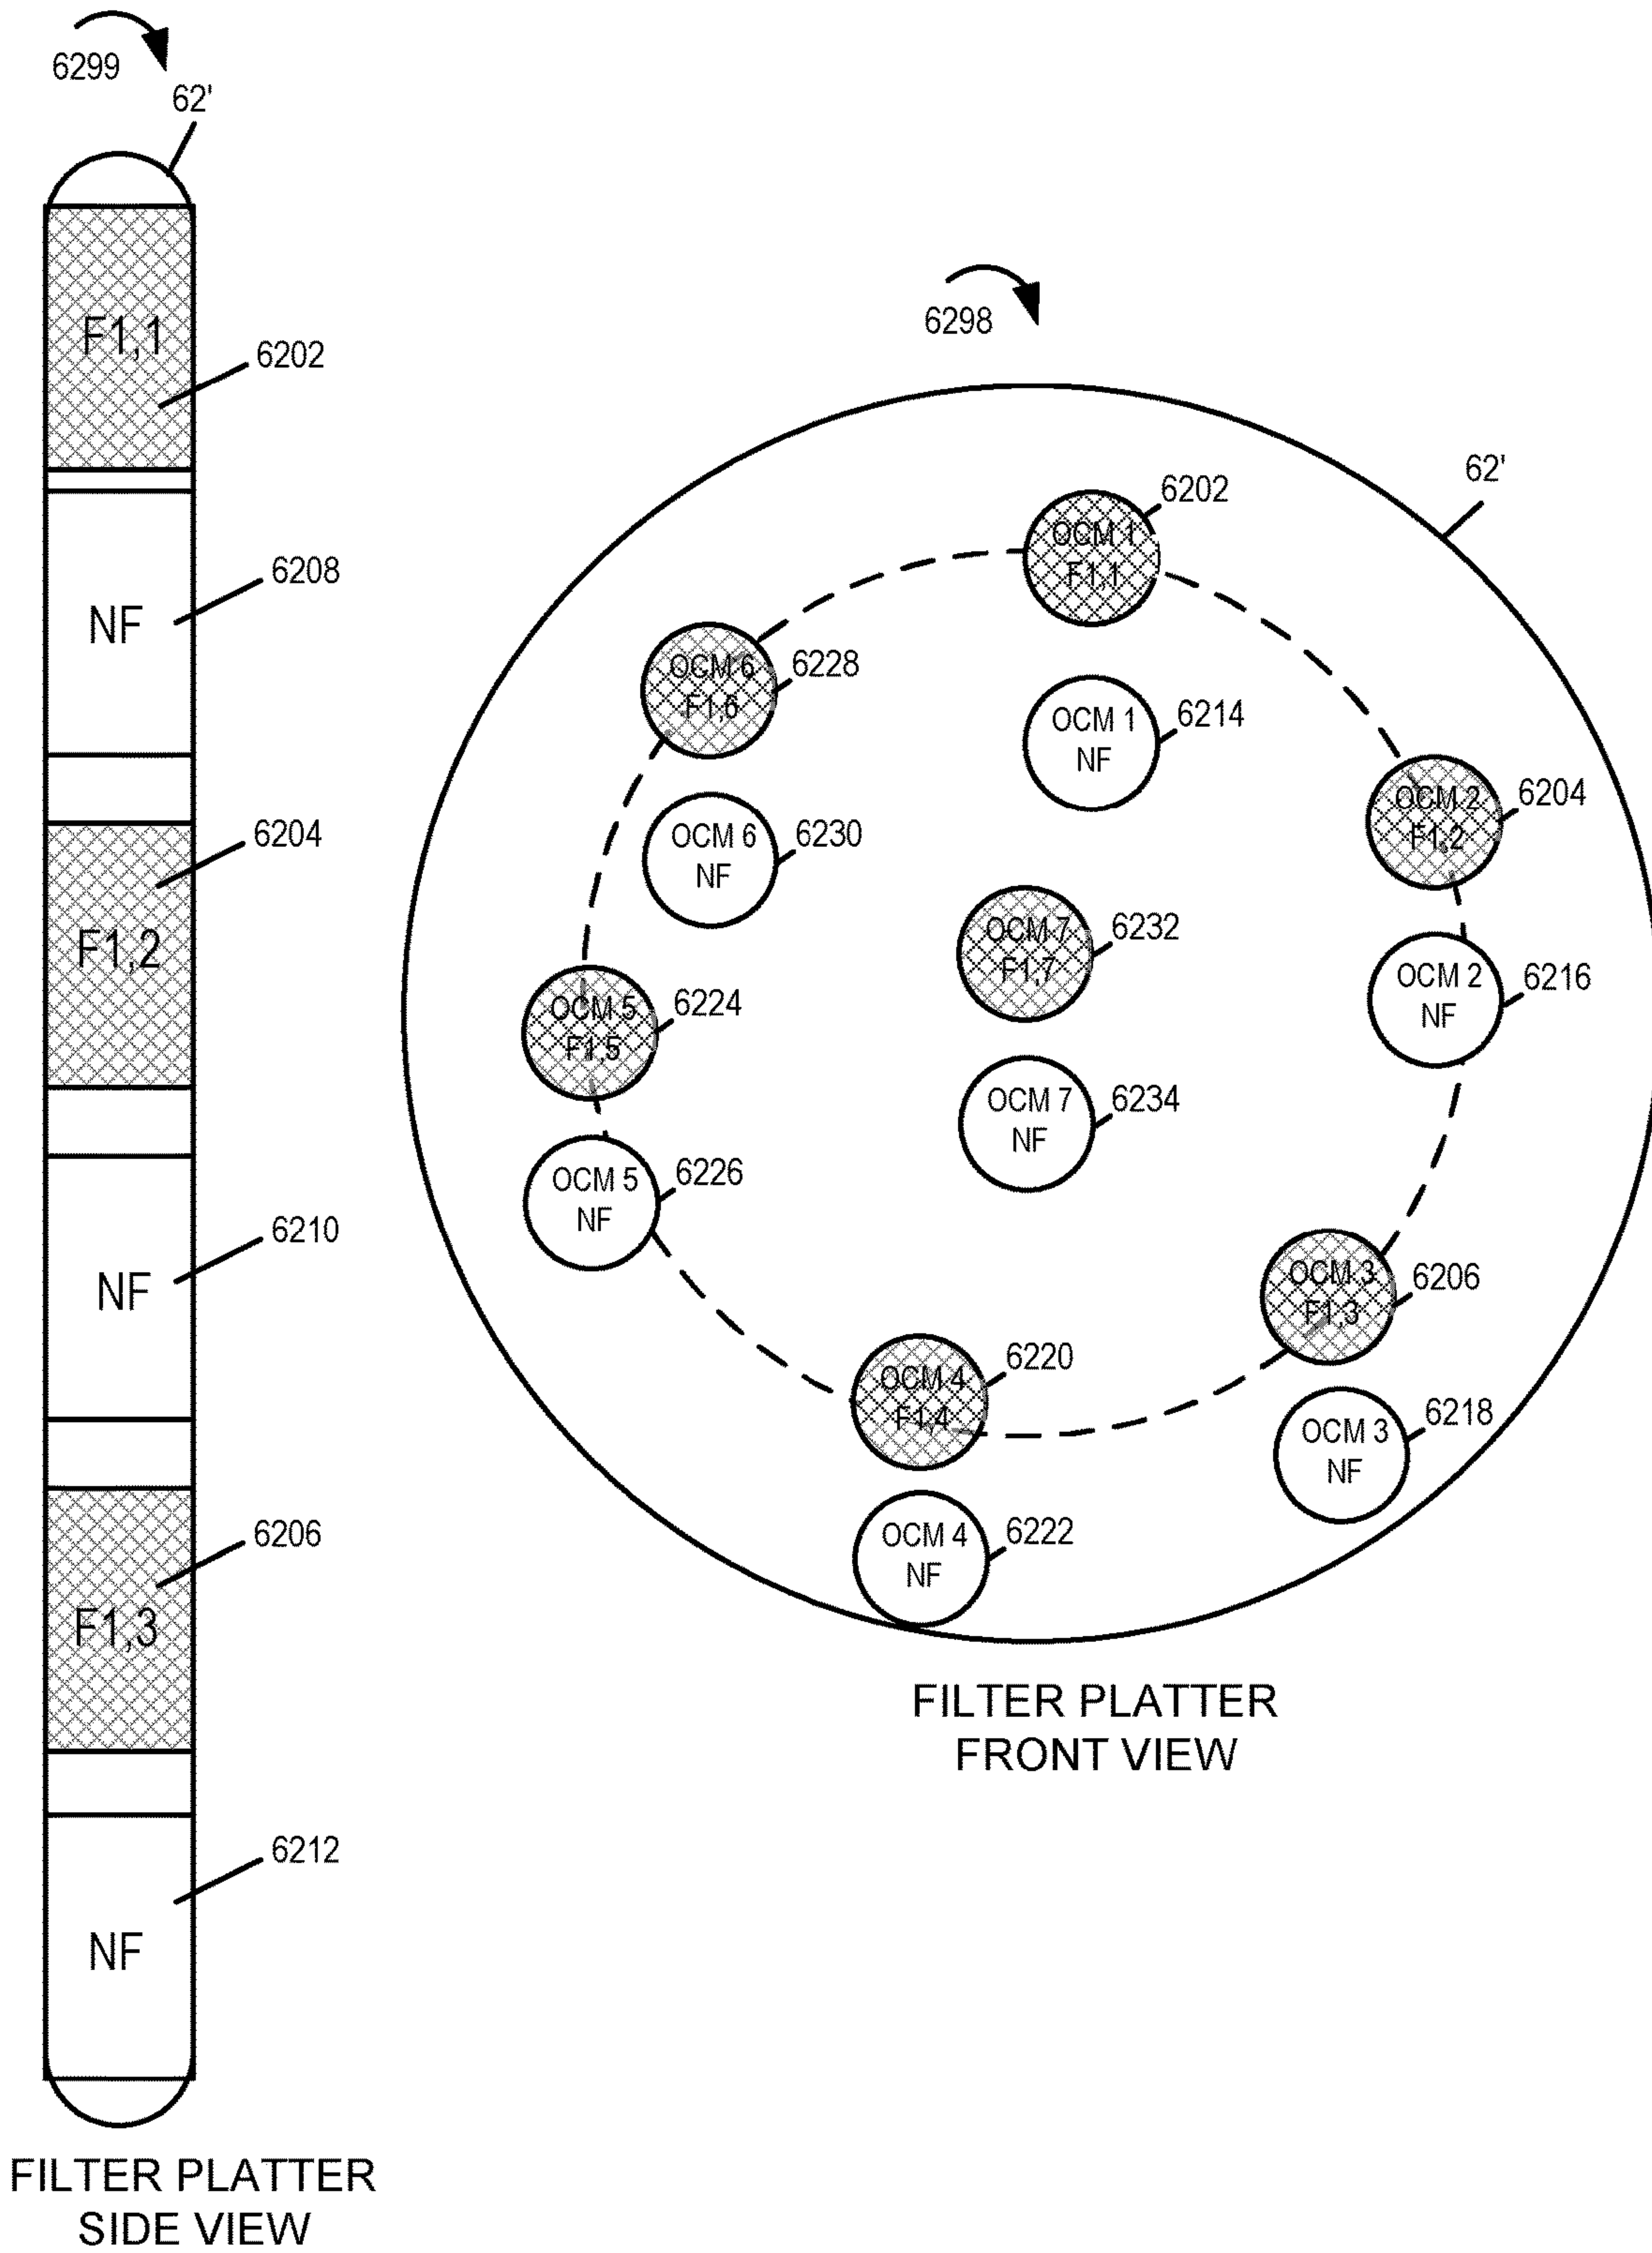 6299
62'
F1,1
6202
NF
6208
6204
F1,2
6210
NF
6206
F1,3
6212
NF
FILTER PLATTER
SIDE VIEW
6298
62'
6202
OCM 1
F1,1
6228
OCM 6
F1,6
6214
OCM 1
NF
6204
OCM 2
F1,2
6230
OCM 6
NF
6232
OCM 7
F1,7
6216
OCM 2
NF
6224
OCM 5
F1,5
6234
OCM 7
NF
6226
OCM 5
NF
6206
OCM 3
F1,3
6220
OCM 4
F1,4
6218
OCM 3
NF
6222
OCM 4
NF
FILTER PLATTER
FRONT VIEW